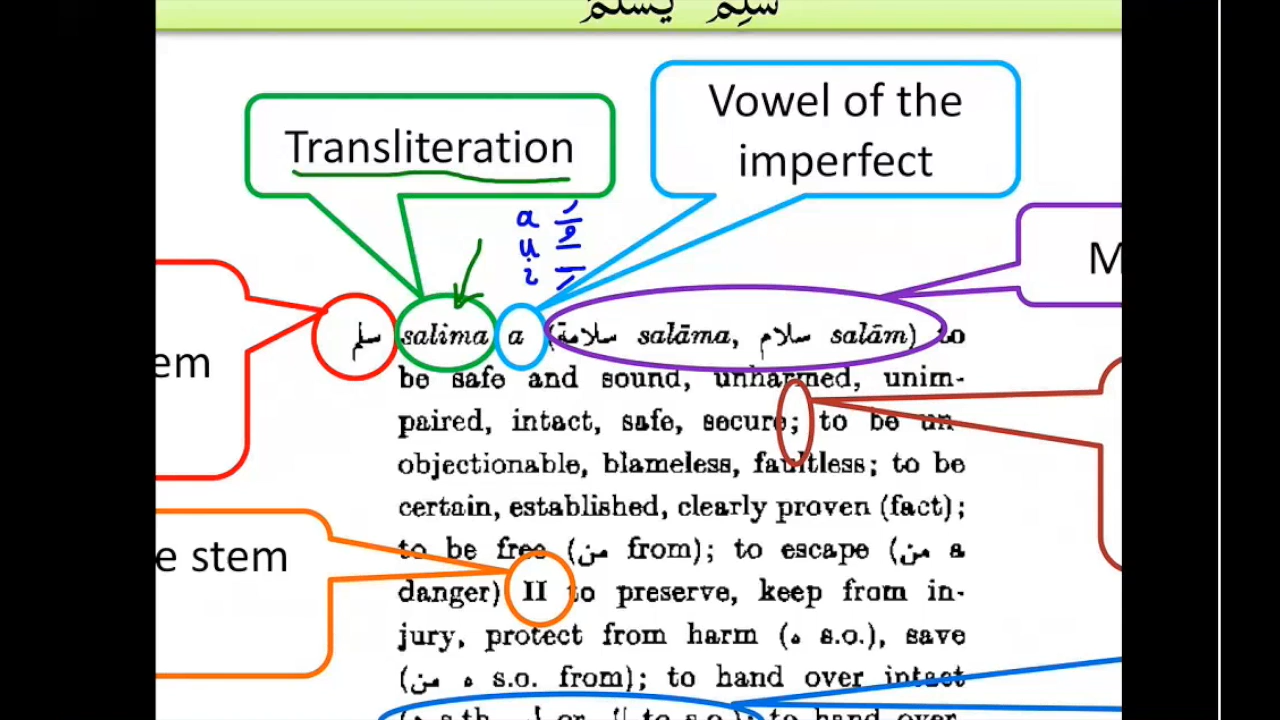 سَلِمَ يَسْلَمُ
Transliteration
Vowel of the
imperfect
a َ
u ُ
i ِ
M
em
سلم salima a (سلامة salāma, سلام salām) to
be safe and sound, unharmed, unim-
paired, intact, safe, secure; to be un-
objectionable, blameless, faultless; to be
certain, established, clearly proven (fact);
to be free (من from); to escape (من a
danger) II to preserve, keep from in-
jury, protect from harm (ه s.o.), save
(من ه s.o. from); to hand over intact
e stem